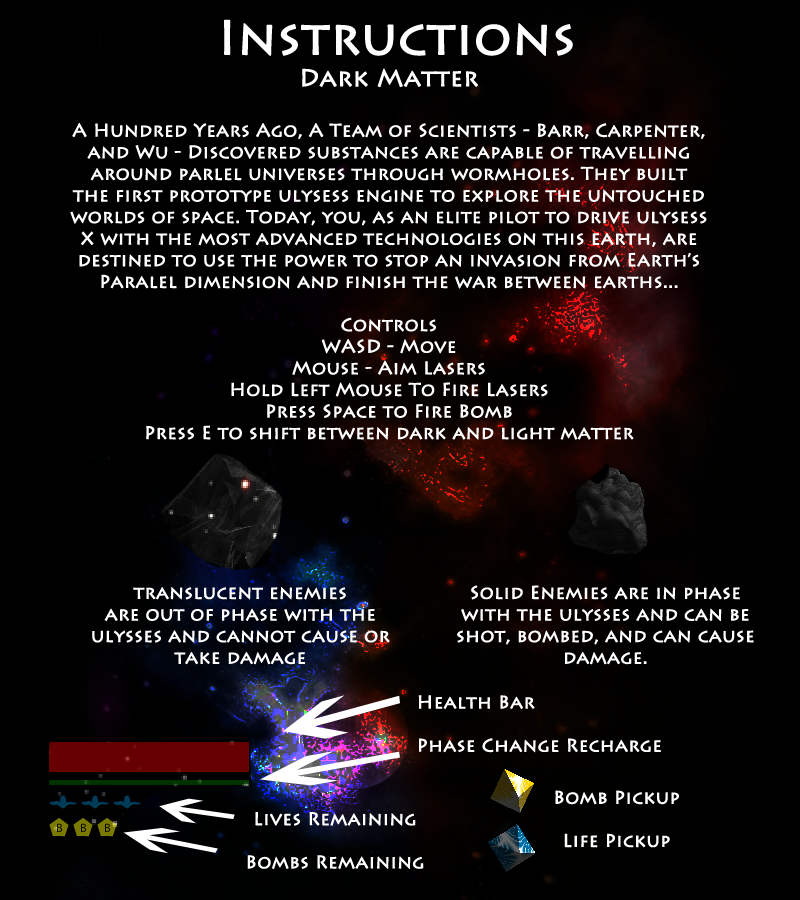 Instructions
Dark Matter
A Hundred Years Ago, A Team of Scientists - Barr, Carpenter,
and Wu - Discovered substances are capable of travelling
around parlel universes through wormholes. They built
the first prototype ulysess engine to explore the untouched
worlds of space. Today, you, as an elite pilot to drive ulysess
X with the most advanced technologies on this earth, are
destined to use the power to stop an invasion from Earth's
Paralel dimension and finish the war between earths...
Controls
WASD - Move
Mouse - Aim Lasers
Hold Left Mouse To Fire Lasers
Press Space to Fire Bomb
Press E to shift between dark and light matter
translucent enemies
are out of phase with the
ulysses and cannot cause or
take damage
Solid Enemies are in phase
with the ulysses and can be
shot, bombed, and can cause
damage.
Health Bar
Phase Change Recharge
Lives Remaining
B B B
Bombs Remaining
Bomb Pickup
Life Pickup